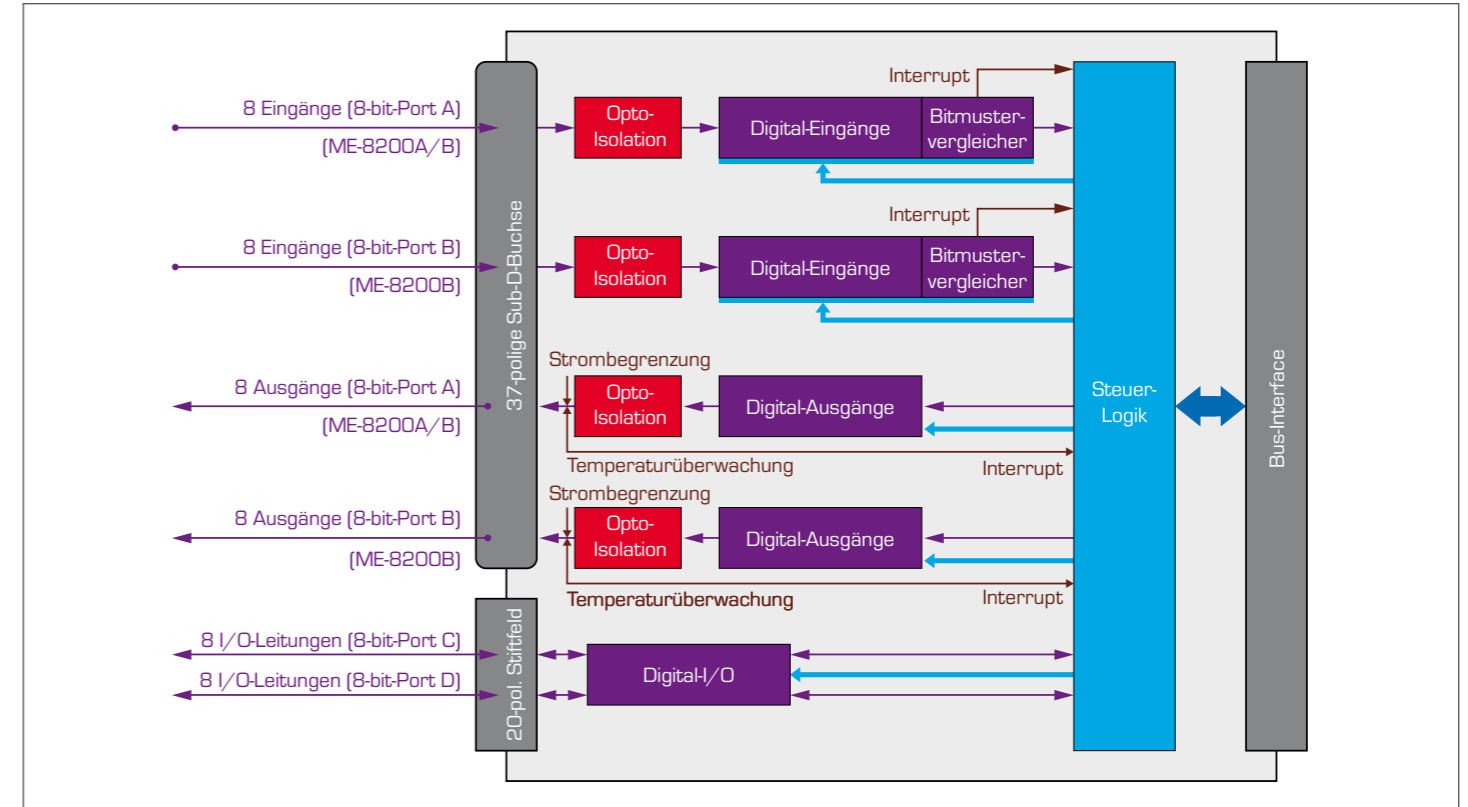 Interrupt
8 Eingänge (8-bit-Port A)
(ME-8200A/B)
Opto-
Isolation
Digital-Eingänge
Bitmuster-
vergleicher
Interrupt
8 Eingänge (8-bit-Port B)
(ME-8200B)
Opto-
Isolation
Digital-Eingänge
Bitmuster-
vergleicher
37-polige Sub-D-Buchse
Strombegrenzung
8 Ausgänge (8-bit-Port A)
(ME-8200A/B)
Opto-
Isolation
Digital-Ausgänge
Steuer-
Logik
Bus-Interface
Temperaturüberwachung
Interrupt
Strombegrenzung
8 Ausgänge (8-bit-Port B)
(ME-8200B)
Opto-
Isolation
Digital-Ausgänge
Temperaturüberwachung
Interrupt
20-pol. Stiftfeld
8 I/O-Leitungen (8-bit-Port C)
8 I/O-Leitungen (8-bit-Port D)
Digital-I/O